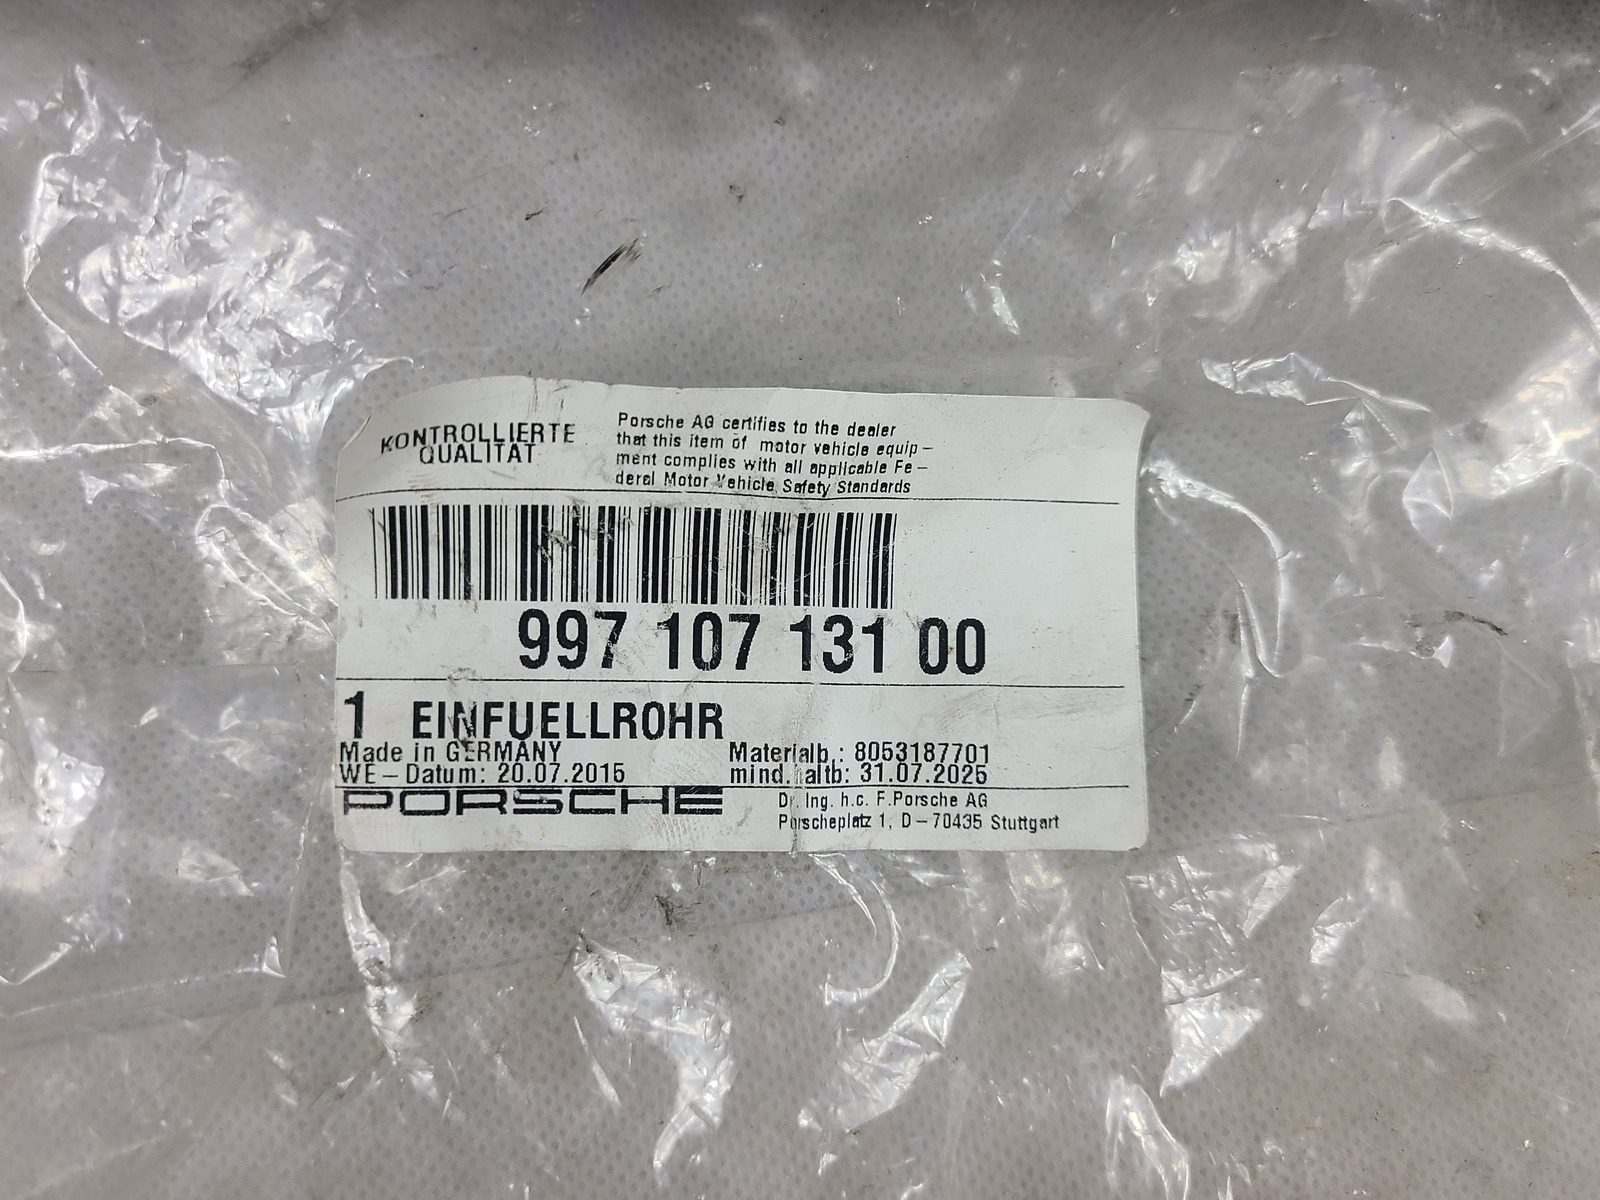 KONTROLLIERTE
QUALITÄT
Porsche AG certifies to the dealer
that this item of motor vehicle equip-
ment complies with all applicable Fe-
deral Motor Vehicle Safety Standards
997 107 131 00
1 EINFUELLROHR
Made in GERMANY
WE-Datum: 20.07.2015
Materialb.: 8053187701
mind.haltb: 31.07.2025
PORSCHE
Dr. Ing. h.c. F.Porsche AG
Porscheplatz 1, D-70435 Stuttgart